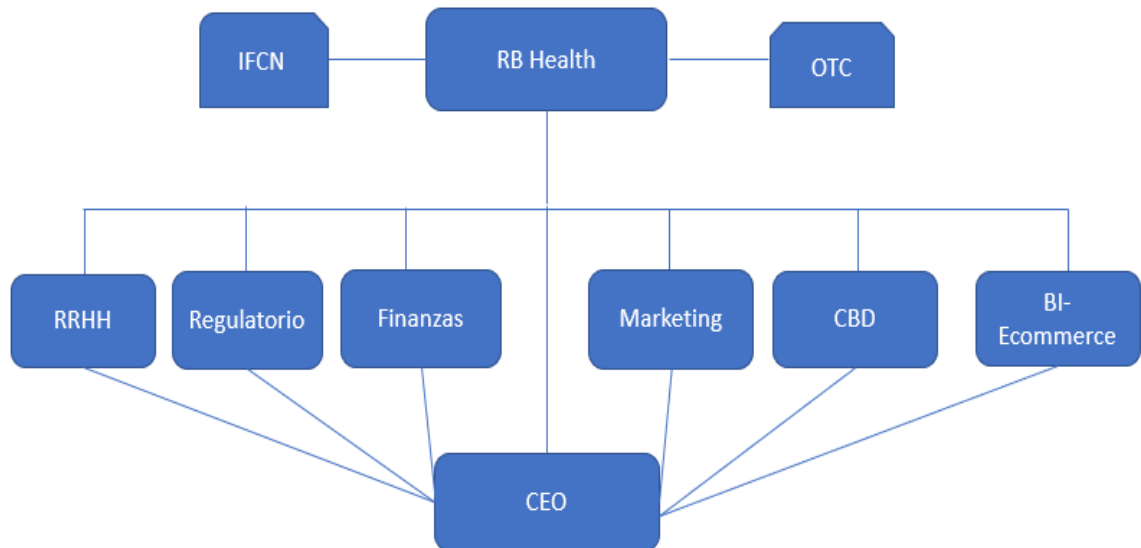 IFCN
RB Health
OTC
RRHH
Regulatorio
Finanzas
Marketing
CBD
BI-
Ecommerce
CEO